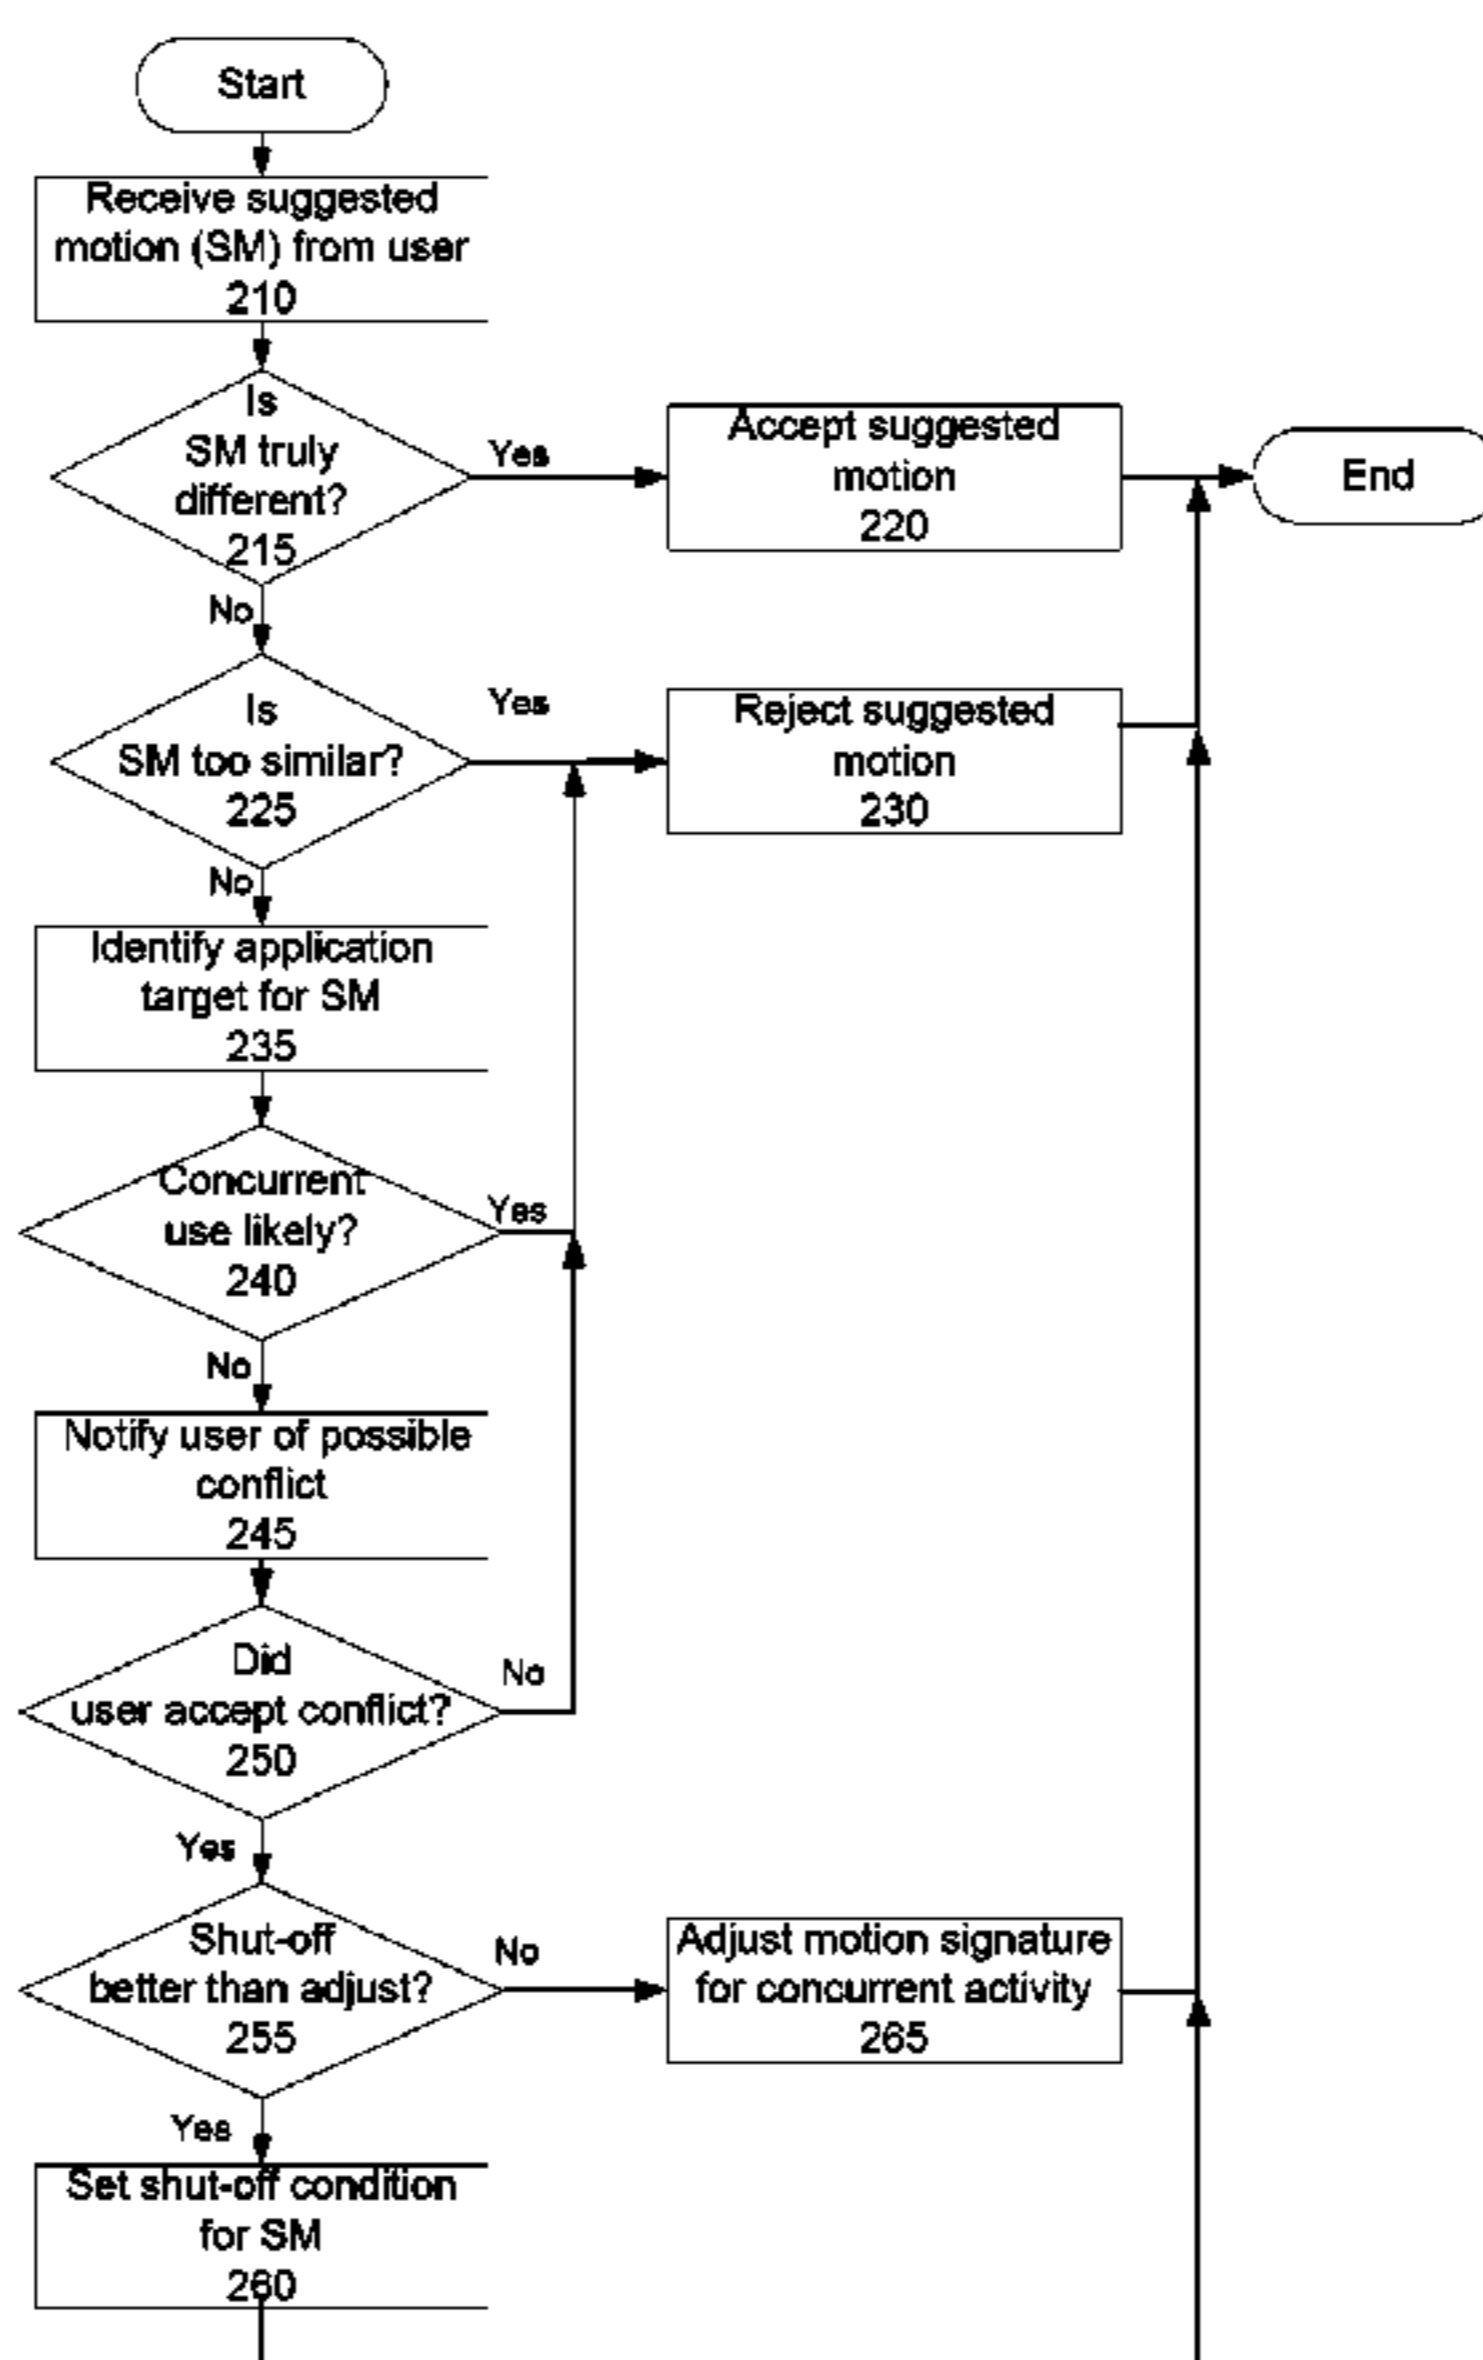 Start
Receive suggested
motion (SM) from user
210
Is
SM truly
different?
215
Yes
Accept suggested
motion
220
End
No
Is
SM too similar?
225
Yes
Reject suggested
motion
230
No
Identify application
target for SM
235
Concurrent
use likely?
240
Yes
No
Notify user of possible
conflict
245
Did
user accept conflict?
250
No
Yes
Shut-off
better than adjust?
255
No
Adjust motion signature
for concurrent activity
265
Yes
Set shut-off condition
for SM
260